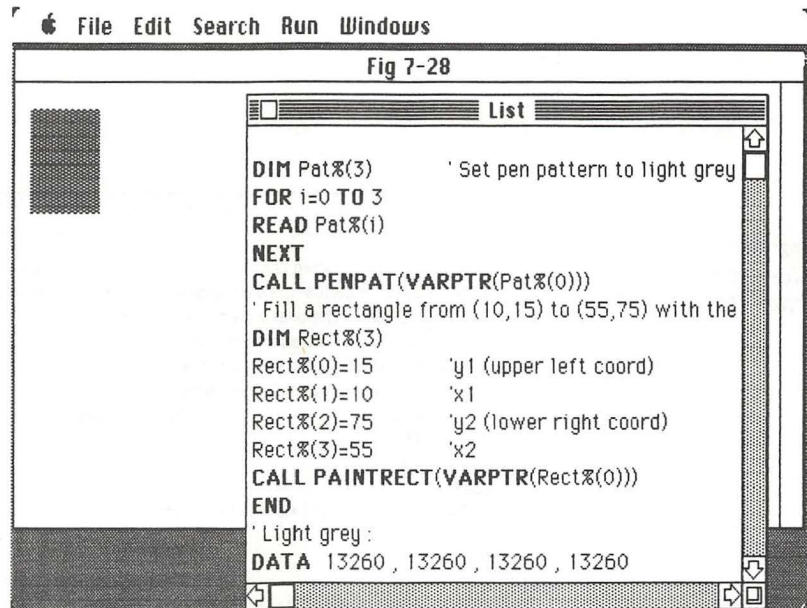 File Edit Search Run Windows
Fig 7-28
List
DIM Pat%(3) ' Set pen pattern to light grey
FOR i=0 TO 3
READ Pat%(i)
NEXT
CALL PENPAT(VARPTR(Pat%(0)))
' Fill a rectangle from (10,15) to (55,75) with the
DIM Rect%(3)
Rect%(0)=15 'y1 (upper left coord)
Rect%(1)=10 'x1
Rect%(2)=75 'y2 (lower right coord)
Rect%(3)=55 'x2
CALL PAINTRECT(VARPTR(Rect%(0)))
END
' Light grey :
DATA 13260 , 13260 , 13260 , 13260